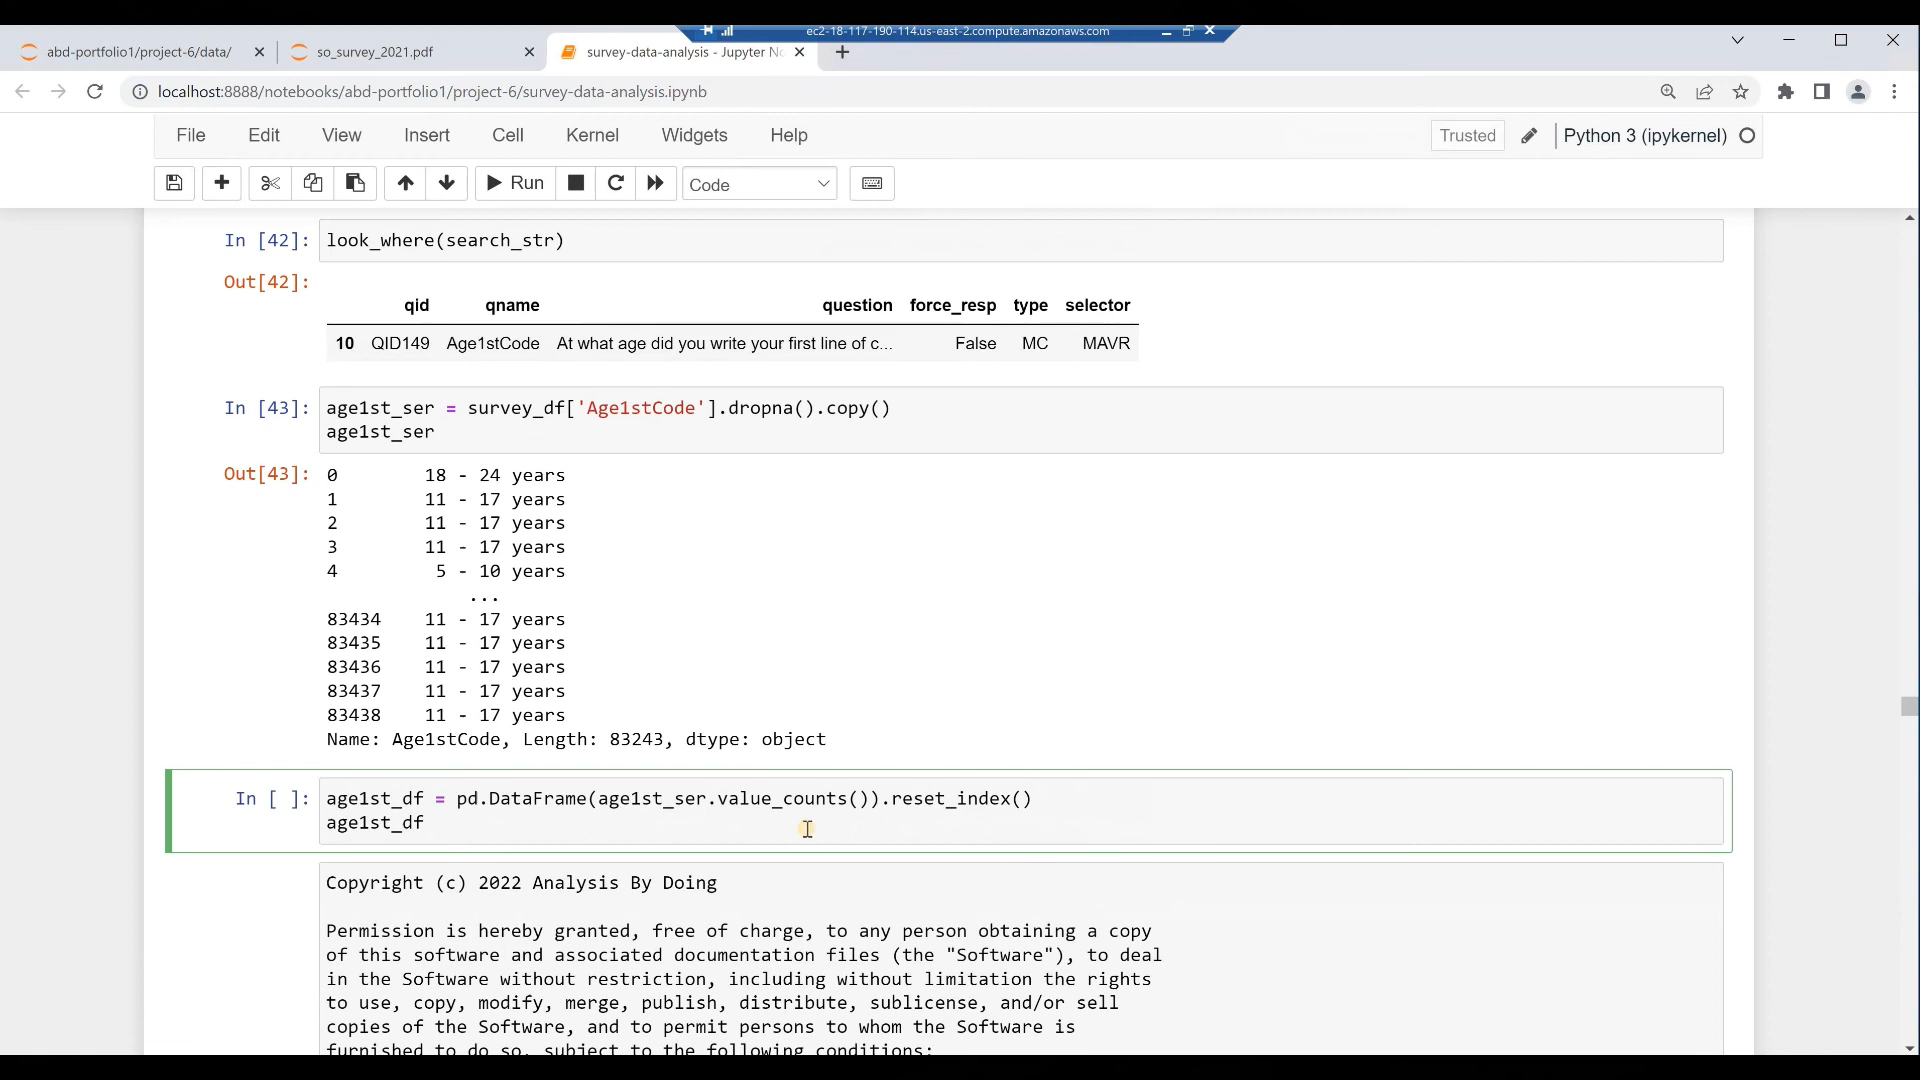 ec2-18-117-190-114.us-east-2.compute.amazonaws.com
abd-portfolio1/project-6/data/
so_survey_2021.pdf
survey-data-analysis - Jupyter No
localhost:8888/notebooks/abd-portfolio1/project-6/survey-data-analysis.ipynb
File Edit View Insert Cell Kernel Widgets Help Trusted Python 3 (ipykernel)
Run Code
In [42]: look_where(search_str)
Out[42]:
qid qname question force_resp type selector
10 QID149 Age1stCode At what age did you write your first line of c... False MC MAVR
In [43]: age1st_ser = survey_df['Age1stCode'].dropna().copy()
age1st_ser
Out[43]: 0 18 - 24 years
1 11 - 17 years
2 11 - 17 years
3 11 - 17 years
4 5 - 10 years
...
83434 11 - 17 years
83435 11 - 17 years
83436 11 - 17 years
83437 11 - 17 years
83438 11 - 17 years
Name: Age1stCode, Length: 83243, dtype: object
In [ ]: age1st_df = pd.DataFrame(age1st_ser.value_counts()).reset_index()
age1st_df
Copyright (c) 2022 Analysis By Doing
Permission is hereby granted, free of charge, to any person obtaining a copy
of this software and associated documentation files (the "Software"), to deal
in the Software without restriction, including without limitation the rights
to use, copy, modify, merge, publish, distribute, sublicense, and/or sell
copies of the Software, and to permit persons to whom the Software is
furnished to do so, subject to the following conditions: